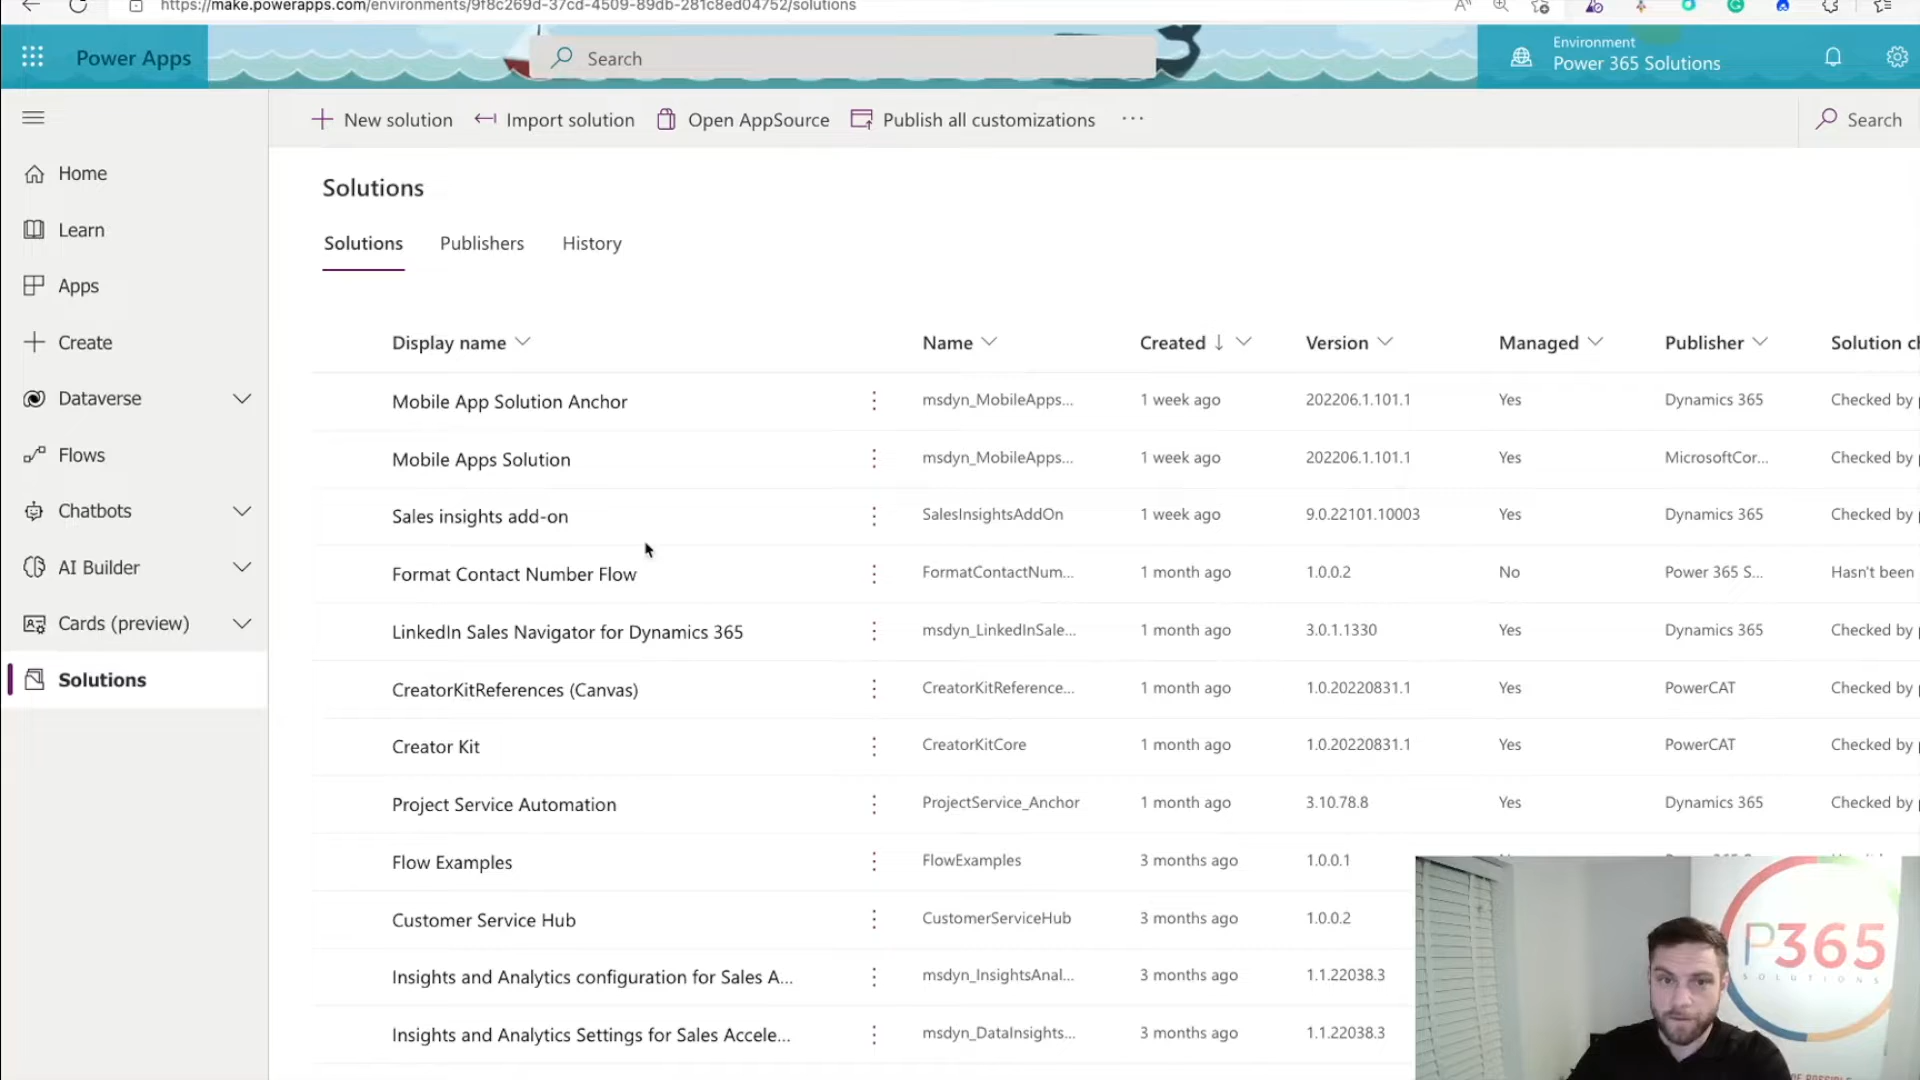 https://make.powerapps.com/environments/9f8c269d-37cd-4509-89db-281c8ed04752/solutions
Power Apps
Search
Environment
Power 365 Solutions
New solution
Import solution
Open AppSource
Publish all customizations
Search
Home
Learn
Apps
Create
Dataverse
Flows
Chatbots
AI Builder
Cards (preview)
Solutions
Solutions
Solutions Publishers History
Display name Name Created Version Managed Publisher Solution ch
Mobile App Solution Anchor msdyn_MobileApps... 1 week ago 202206.1.101.1 Yes Dynamics 365 Checked by
Mobile Apps Solution msdyn_MobileApps... 1 week ago 202206.1.101.1 Yes MicrosoftCor... Checked by
Sales insights add-on SalesInsightsAddOn 1 week ago 9.0.22101.10003 Yes Dynamics 365 Checked by
Format Contact Number Flow FormatContactNum... 1 month ago 1.0.0.2 No Power 365 S... Hasn't been
LinkedIn Sales Navigator for Dynamics 365 msdyn_LinkedInSale... 1 month ago 3.0.1.1330 Yes Dynamics 365 Checked by
CreatorKitReferences (Canvas) CreatorKitReference... 1 month ago 1.0.20220831.1 Yes PowerCAT Checked by
Creator Kit CreatorKitCore 1 month ago 1.0.20220831.1 Yes PowerCAT Checked by
Project Service Automation ProjectService_Anchor 1 month ago 3.10.78.8 Yes Dynamics 365 Checked by
Flow Examples FlowExamples 3 months ago 1.0.0.1
Customer Service Hub CustomerServiceHub 3 months ago 1.0.0.2
Insights and Analytics configuration for Sales A... msdyn_InsightsAnal... 3 months ago 1.1.22038.3
Insights and Analytics Settings for Sales Accele... msdyn_DataInsights... 3 months ago 1.1.22038.3
P365
SOLUTIONS